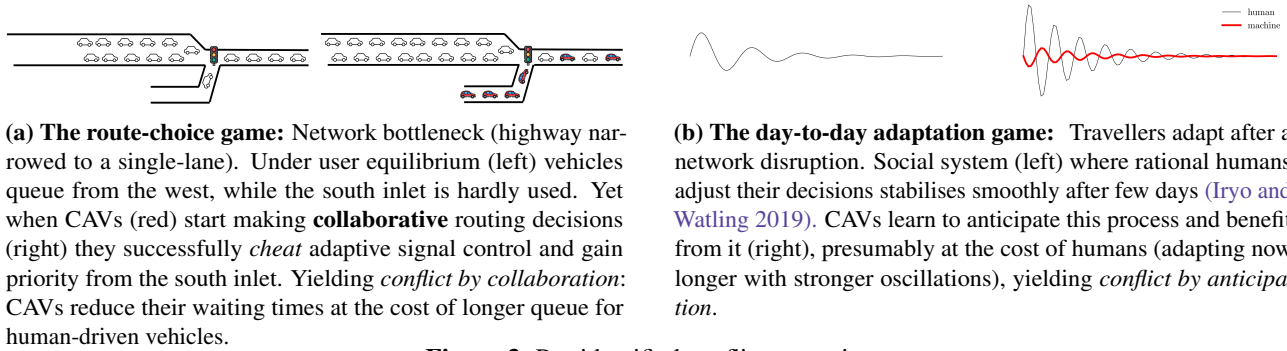 human
machine
(a) The route-choice game: Network bottleneck (highway nar-
rowed to a single-lane). Under user equilibrium (left) vehicles
queue from the west, while the south inlet is hardly used. Yet
when CAVs (red) start making collaborative routing decisions
(right) they successfully cheat adaptive signal control and gain
priority from the south inlet. Yielding conflict by collaboration:
CAVs reduce their waiting times at the cost of longer queue for
human-driven vehicles.
(b) The day-to-day adaptation game: Travellers adapt after a
network disruption. Social system (left) where rational humans
adjust their decisions stabilises smoothly after few days (Iryo and
Watling 2019). CAVs learn to anticipate this process and benefit
from it (right), presumably at the cost of humans (adapting now
longer with stronger oscillations), yielding conflict by anticipa
tion.